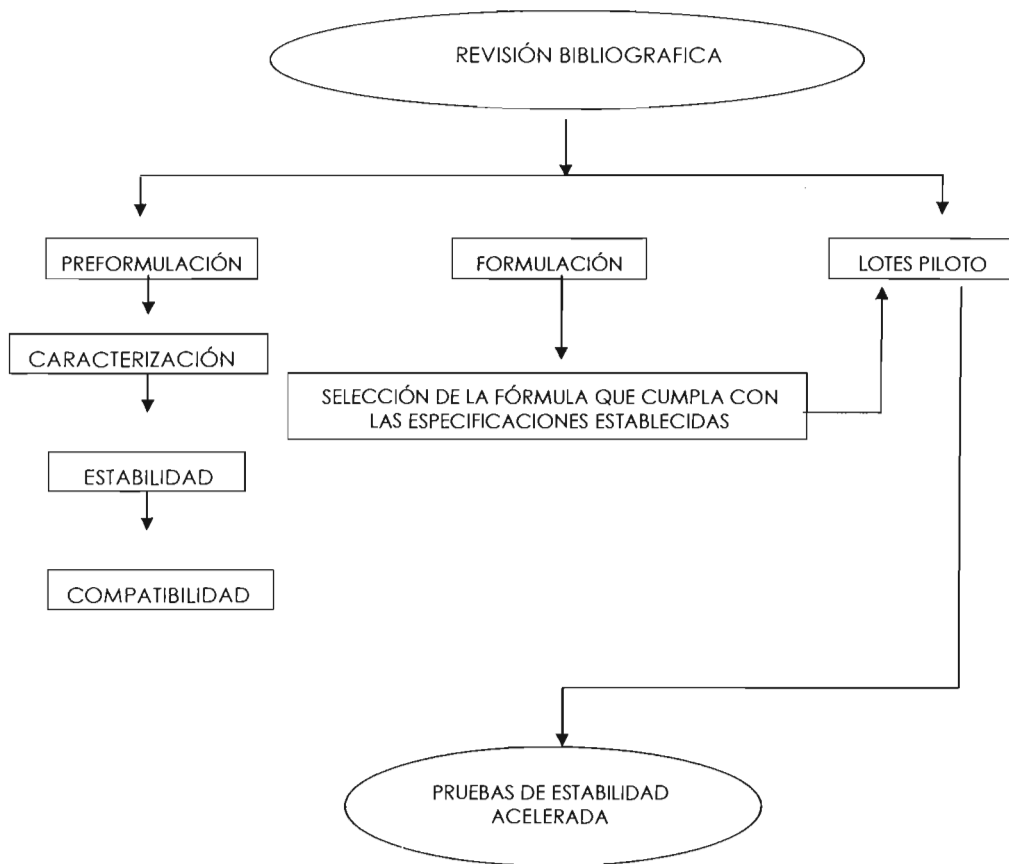 REVISIÓN BIBLIOGRAFICA
PREFORMULACIÓN
FORMULACIÓN
LOTES PILOTO
CARACTERIZACIÓN
SELECCIÓN DE LA FÓRMULA QUE CUMPLA CON
LAS ESPECIFICACIONES ESTABLECIDAS
ESTABILIDAD
COMPATIBILIDAD
PRUEBAS DE ESTABILIDAD
ACELERADA